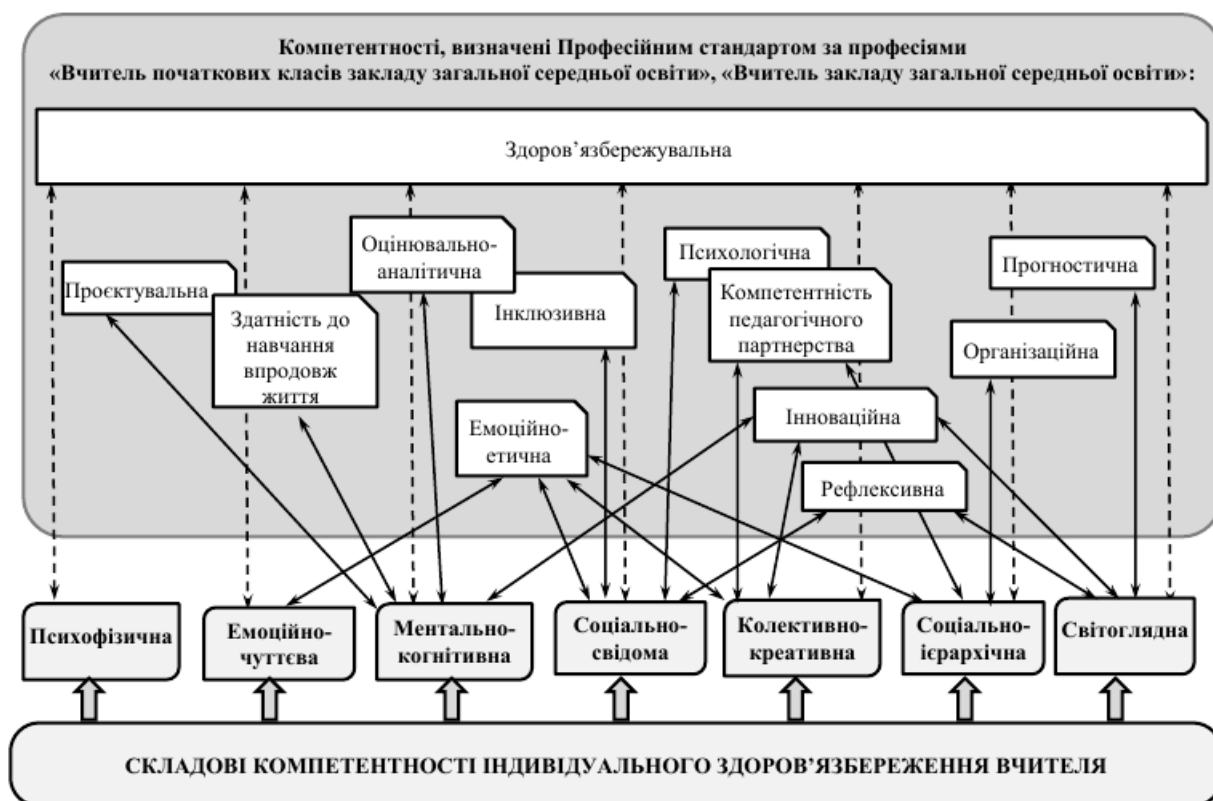 Компетентності, визначені Професійним стандартом за професіями
«Вчитель початкових класів закладу загальної середньої освіти», «Вчитель закладу загальної середньої освіти»:
Здоров’язбережувальна
Оцінювально-
аналітична
Психологічна
Прогностична
Проєктувальна
Інклюзивна
Компетентність
педагогічного
партнерства
Здатність до
навчання
впродовж
життя
Організаційна
Емоційно-
етична
Інноваційна
Рефлексивна
Психофізична
Емоційно-
чуттєва
Ментально-
когнітивна
Соціально-
свідома
Колективно-
креативна
Соціально-
ієрархічна
Світоглядна
СКЛАДОВІ КОМПЕТЕНТНОСТІ ІНДИВІДУАЛЬНОГО ЗДОРОВ’ЯЗБЕРЕЖЕННЯ ВЧИТЕЛЯ